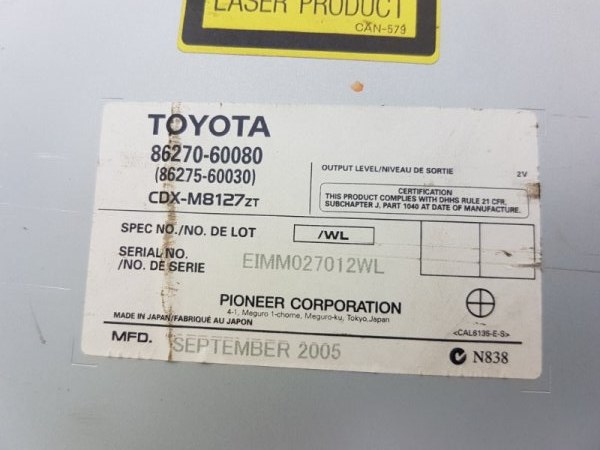 LASER PRODUCT
CAN-579
TOYOTA
86270-60080
(86275-60030)
CDX-M8127ZT
OUTPUT LEVEL/NIVEAU DE SORTIE 2V
CERTIFICATION
THIS PRODUCT COMPLIES WITH DHHS RULE 21 CFR,
SUBCHAPTER J, PART 1040 AT DATE OF MANUFACTURE.
SPEC NO./NO. DE LOT /WL
SERIAL NO.
/NO. DE SERIE EIMM027012WL
PIONEER CORPORATION
4-1, Meguro 1-chome, Meguro-ku, Tokyo, Japan
MADE IN JAPAN/FABRIQUÉ AU JAPON
<CAL6135-E-S>
MFD. SEPTEMBER 2005
N838